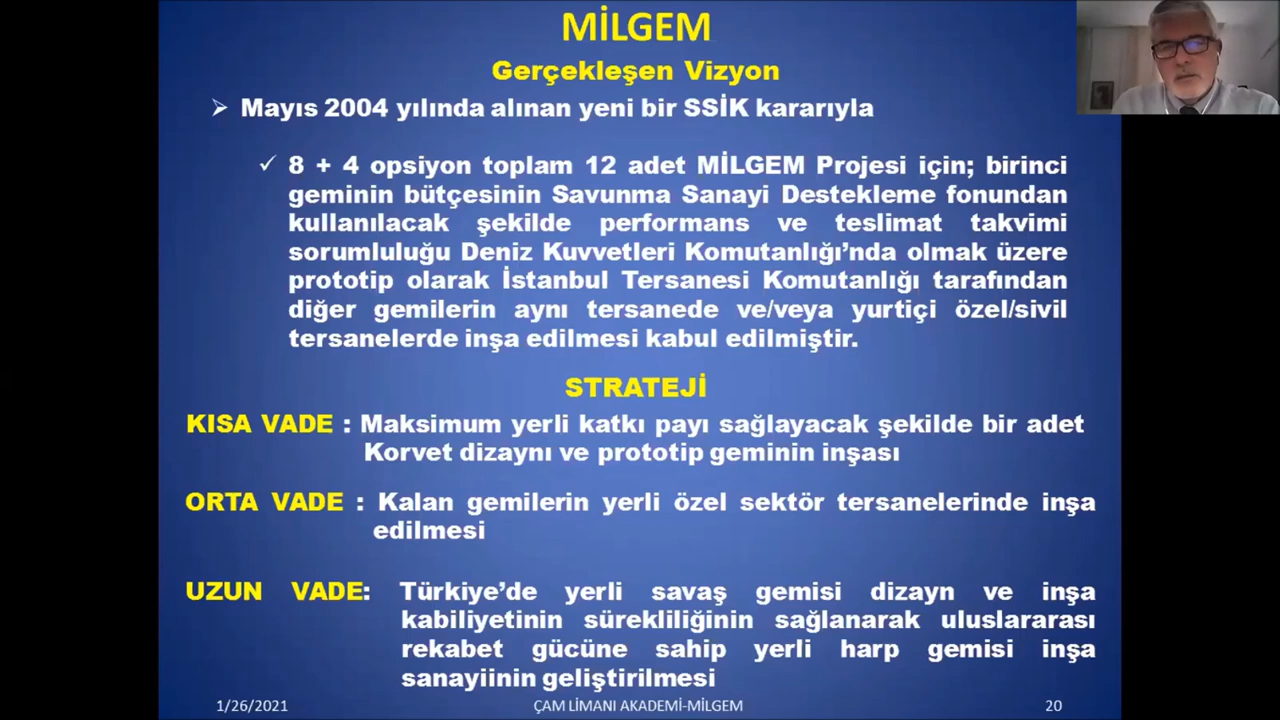 MİLGEM
Gerçekleşen Vizyon
➢ Mayıs 2004 yılında alınan yeni bir SSİK kararıyla
✓ 8 + 4 opsiyon toplam 12 adet MİLGEM Projesi için; birinci
geminin bütçesinin Savunma Sanayi Destekleme fonundan
kullanılacak şekilde performans ve teslimat takvimi
sorumluluğu Deniz Kuvvetleri Komutanlığı’nda olmak üzere
prototip olarak İstanbul Tersanesi Komutanlığı tarafından
diğer gemilerin aynı tersanede ve/veya yurtiçi özel/sivil
tersanelerde inşa edilmesi kabul edilmiştir.
STRATEJİ
KISA VADE : Maksimum yerli katkı payı sağlayacak şekilde bir adet
Korvet dizaynı ve prototip geminin inşası
ORTA VADE : Kalan gemilerin yerli özel sektör tersanelerinde inşa
edilmesi
UZUN VADE: Türkiye’de yerli savaş gemisi dizayn ve inşa
kabiliyetinin sürekliliğinin sağlanarak uluslararası
rekabet gücüne sahip yerli harp gemisi inşa
sanayiinin geliştirilmesi
1/26/2021 ÇAM LİMANI AKADEMİ-MİLGEM 20